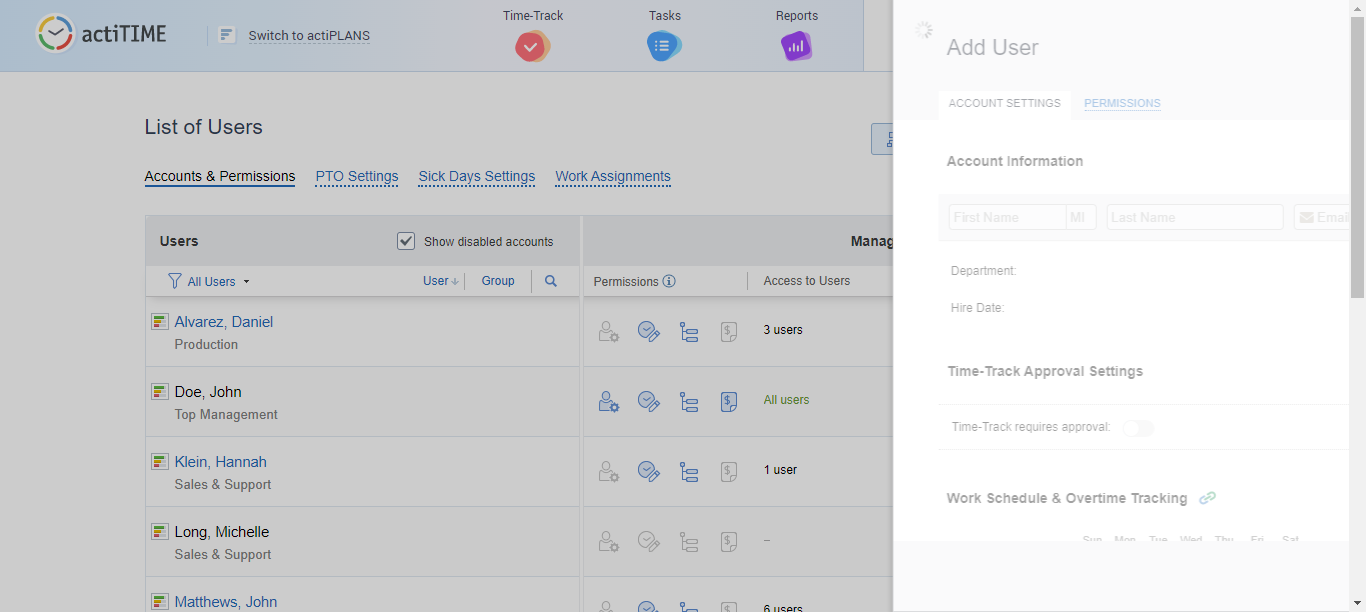 actiTIME
Switch to actiPLANS
Time-Track
Tasks
Reports
List of Users
Accounts & Permissions
PTO Settings
Sick Days Settings
Work Assignments
Users
Show disabled accounts
Manag
All Users
User
Group
Permissions
Access to Users
Alvarez, Daniel
Production
3 users
Doe, John
Top Management
All users
Klein, Hannah
Sales & Support
1 user
Long, Michelle
Sales & Support
–
Matthews, John
6 users
Add User
ACCOUNT SETTINGS
PERMISSIONS
Account Information
First Name
MI
Last Name
Email
Department:
Hire Date:
Time-Track Approval Settings
Time-Track requires approval:
Work Schedule & Overtime Tracking
Sun Mon Tue Wed Thu Fri Sat